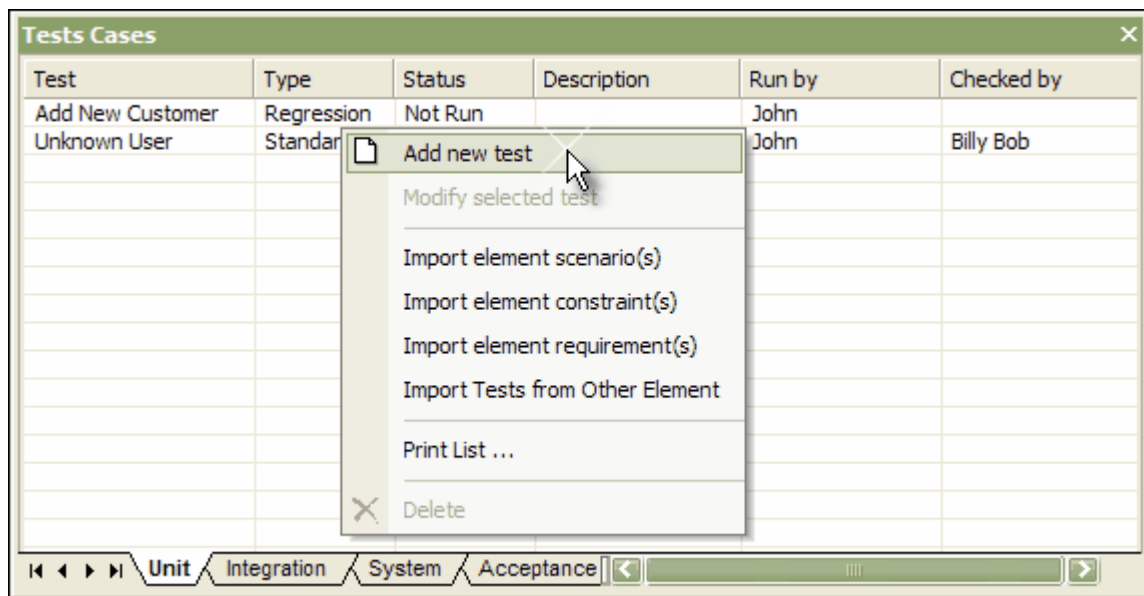 Tests Cases
Test Type Status Description Run by Checked by
Add New Customer Regression Not Run John
Unknown User Standar John Billy Bob
Add new test
Modify selected test
Import element scenario(s)
Import element constraint(s)
Import element requirement(s)
Import Tests from Other Element
Print List ...
Delete
Unit Integration System Acceptance